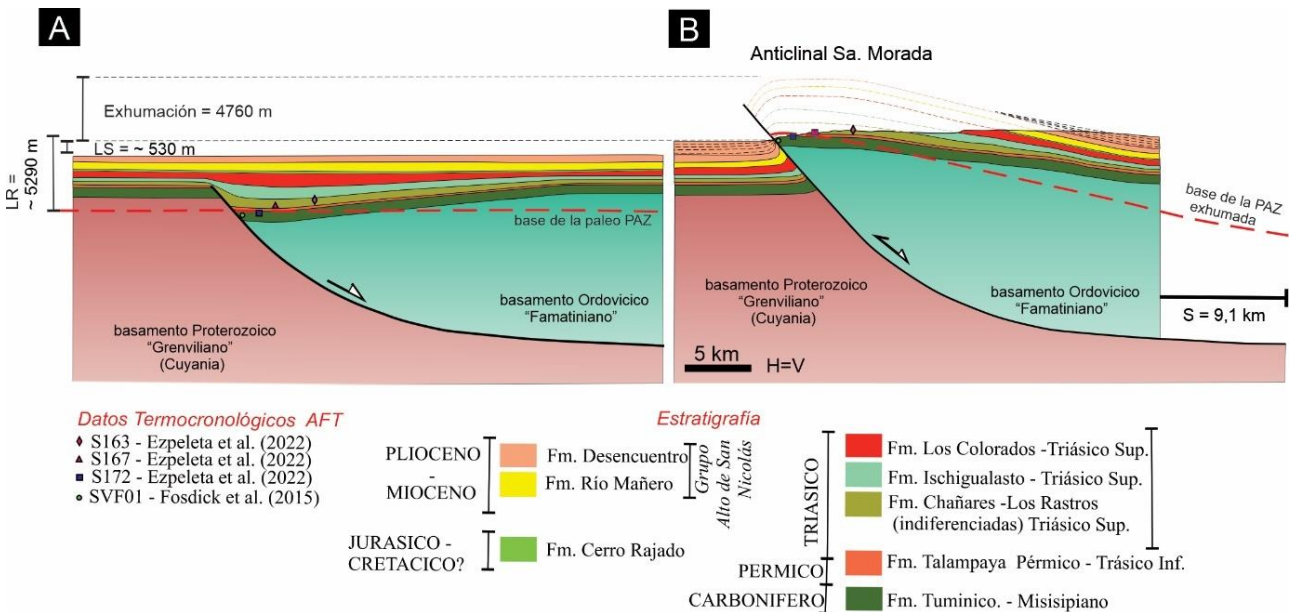 A
B
Anticlinal Sa. Morada
Exhumación = 4760 m
LS = ~ 530 m
LR =
~ 5290 m
base de la paleo PAZ
basamento Ordovicico
"Famatiniano"
basamento Proterozoico
"Grenviliano"
(Cuyania)
base de la PAZ
exhumada
basamento Proterozoico
"Grenviliano"
(Cuyania)
basamento Ordovicico
"Famatiniano"
S = 9,1 km
5 km
H=V
Datos Termocronológicos AFT
S163 - Ezpeleta et al. (2022)
S167 - Ezpeleta et al. (2022)
S172 - Ezpeleta et al. (2022)
SVF01 - Fosdick et al. (2015)
Estratigrafía
PLIOCENO
-
MIOCENO
Fm. Desencuentro
Fm. Río Mañero
Grupo
Alto de San
Nicolás
JURASICO -
CRETACICO?
Fm. Cerro Rajado
TRIASICO
Fm. Los Colorados -Triásico Sup.
Fm. Ischigualasto - Triásico Sup.
Fm. Chañares -Los Rastros
(indiferenciadas) Triásico Sup.
PERMICO
Fm. Talampaya Pérmico - Trásico Inf.
CARBONIFERO
Fm. Tuminico. - Misisipiano